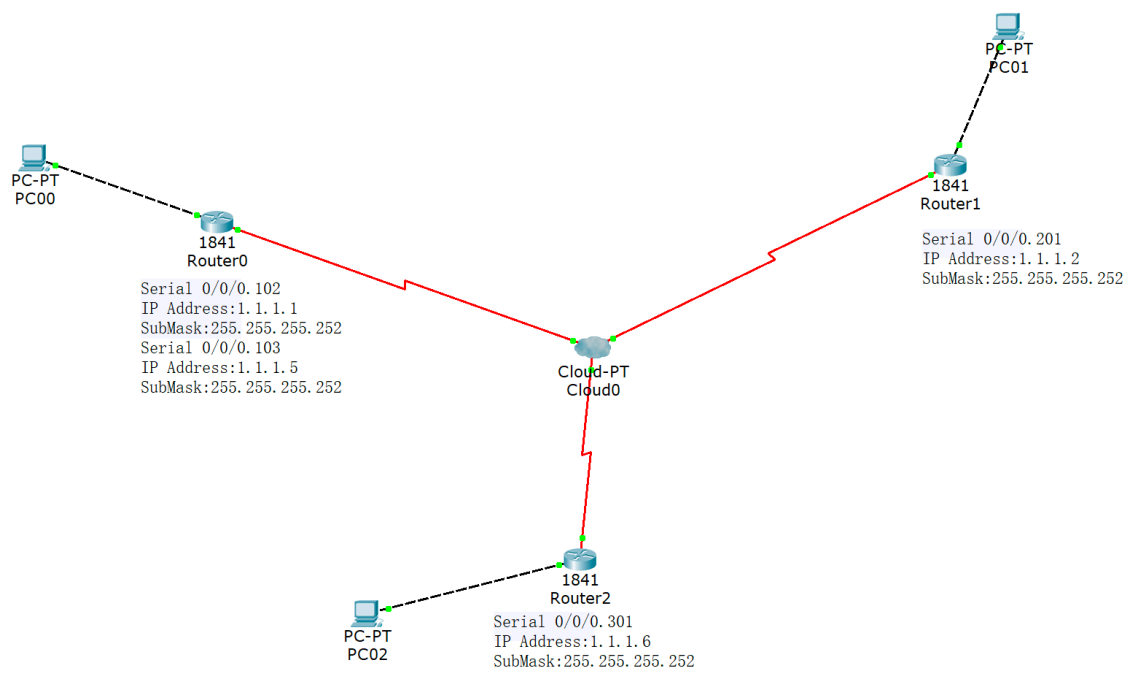 PC-PT
PC01
PC-PT
PC00
1841
Router1
Serial 0/0/0.201
IP Address:1.1.1.2
SubMask:255.255.255.252
1841
Router0
Serial 0/0/0.102
IP Address:1.1.1.1
SubMask:255.255.255.252
Serial 0/0/0.103
IP Address:1.1.1.5
SubMask:255.255.255.252
Cloud-PT
Cloud0
1841
Router2
Serial 0/0/0.301
IP Address:1.1.1.6
SubMask:255.255.255.252
PC-PT
PC02